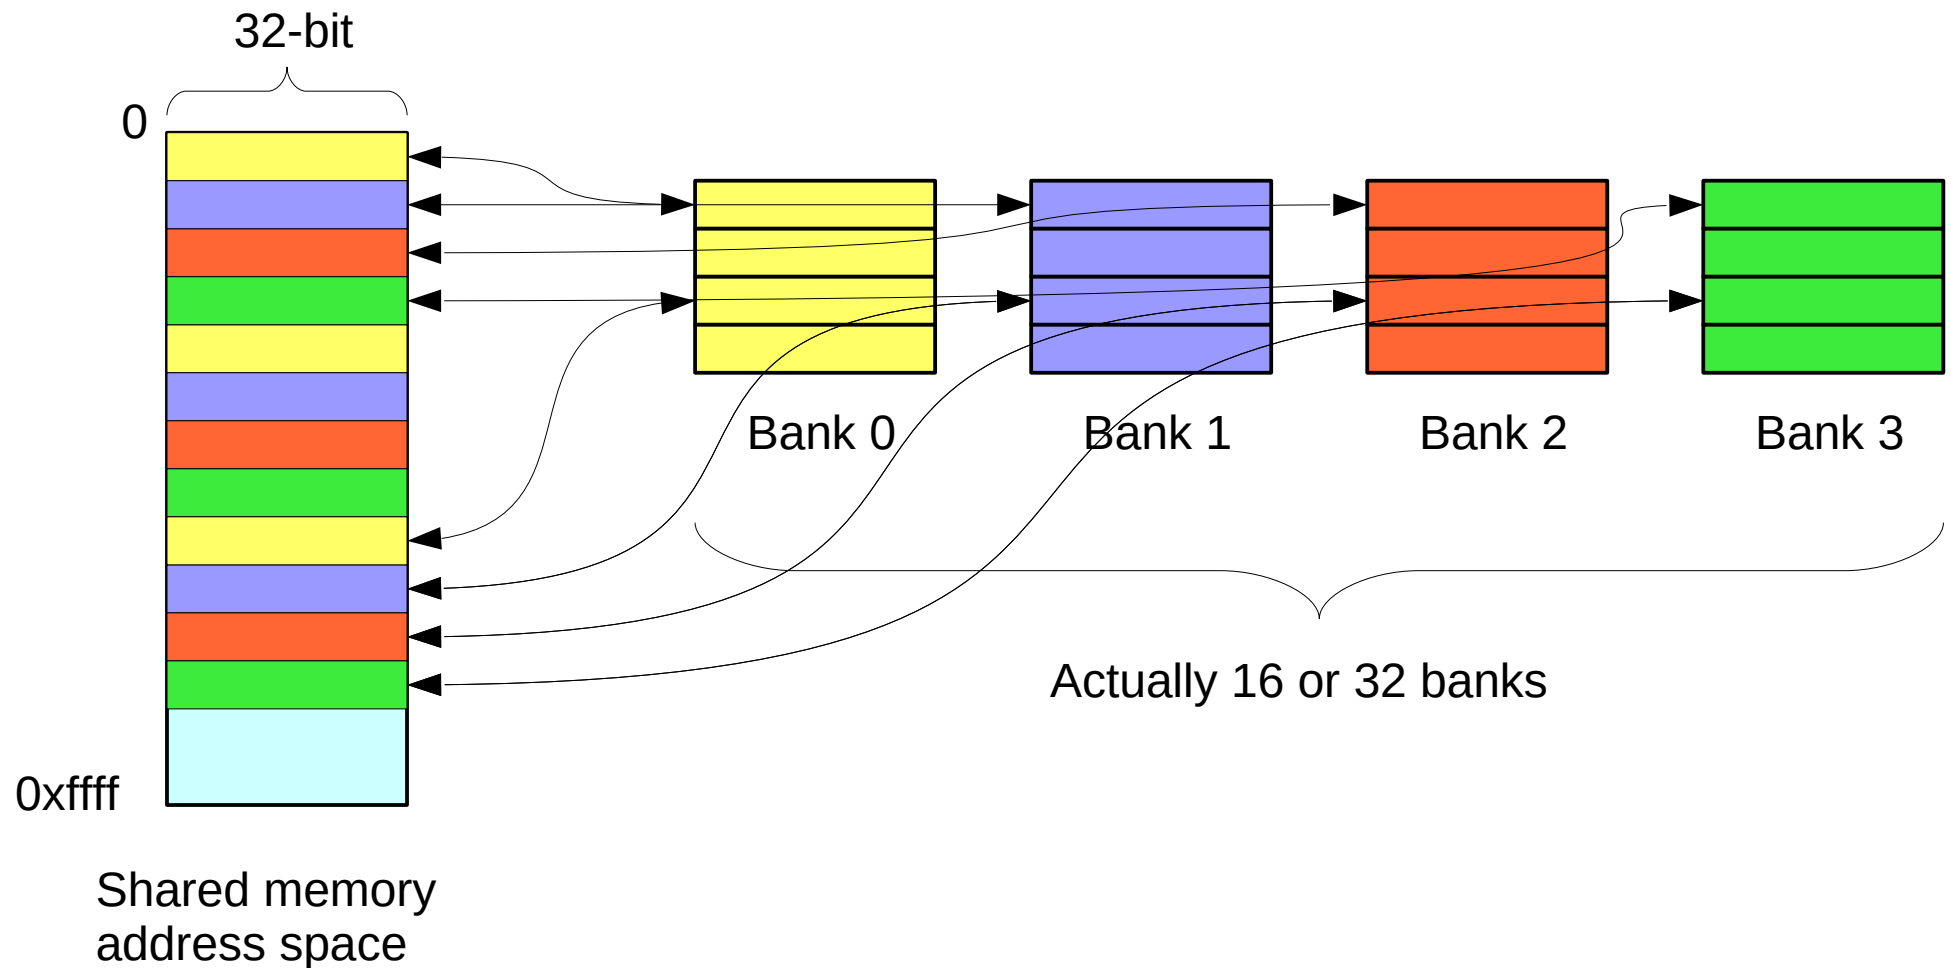 32-bit
0
Bank 0
Bank 1
Bank 2
Bank 3
Actually 16 or 32 banks
0xffff
Shared memory
address space